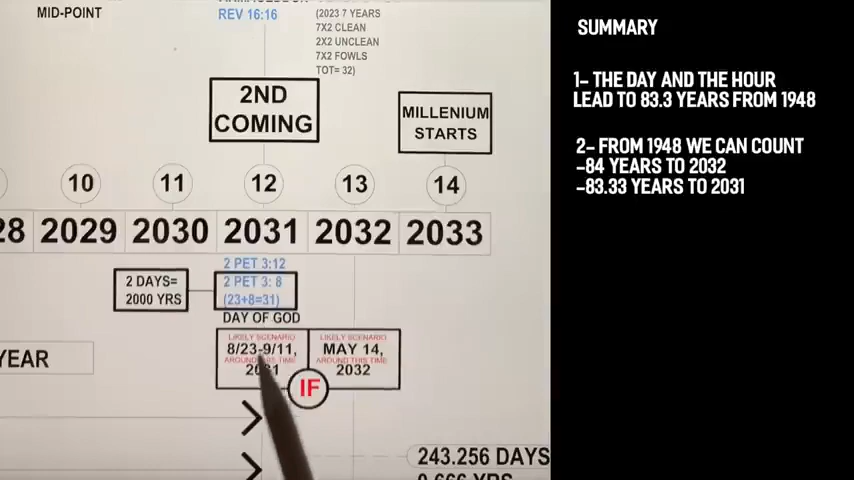 MID-POINT
REV 16:16
(2023 7 YEARS
7X2 CLEAN
2X2 UNCLEAN
7X2 FOWLS
TOT= 32)
2ND
COMING
MILLENIUM
STARTS
10
11
12
13
14
28
2029
2030
2031
2032
2033
2 DAYS=
2000 YRS
2 PET 3:12
2 PET 3: 8
(23+8=31)
DAY OF GOD
LIKELY SCENARIO
8/23-9/11,
AROUND THIS TIME
2031
LIKELY SCENARIO
MAY 14,
AROUND THIS TIME
2032
IF
YEAR
243.256 DAYS
0.666 YRS
SUMMARY
1- THE DAY AND THE HOUR
LEAD TO 83.3 YEARS FROM 1948
2- FROM 1948 WE CAN COUNT
-84 YEARS TO 2032
-83.33 YEARS TO 2031